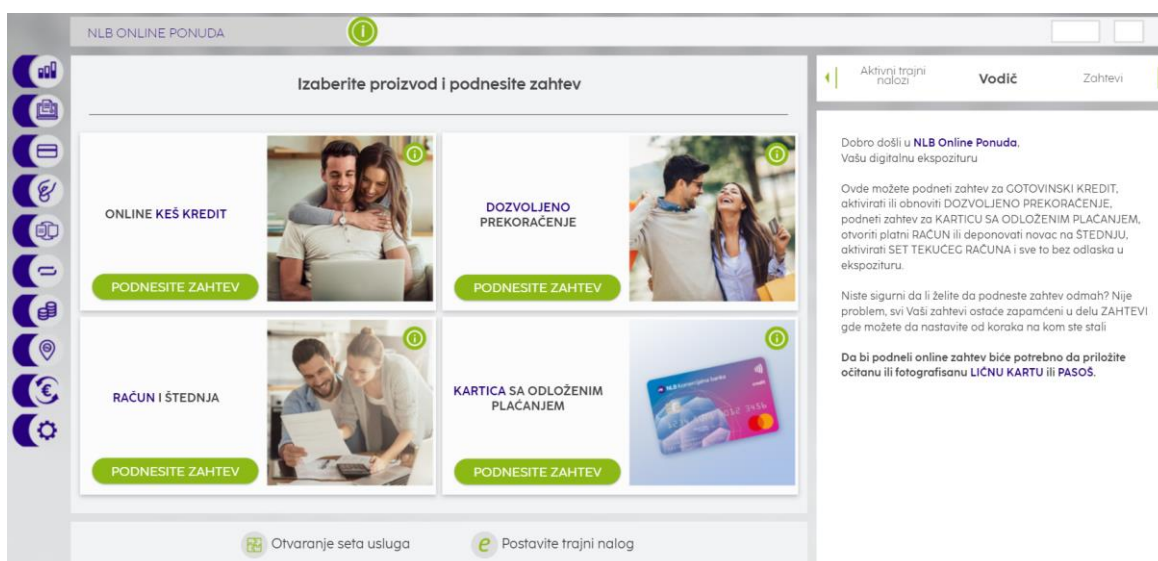 NLB ONLINE PONUDA
Izaberite proizvod i podnesite zahtev
ONLINE KEŠ KREDIT
PODNESITE ZAHTEV
DOZVOLJENO
PREKORAČENJE
PODNESITE ZAHTEV
RAČUN I ŠTEDNJA
PODNESITE ZAHTEV
KARTICA SA ODLOŽENIM
PLAĆANJEM
NLB Komercijalna banka
credit
PODNESITE ZAHTEV
Otvaranje seta usluga
Postavite trajni nalog
Aktivni trajni
nalozi
Vodič
Zahtevi
Dobro došli u NLB Online Ponuda,
Vašu digitalnu ekspozituru
Ovde možete podneti zahtev za GOTOVINSKI KREDIT,
aktivirati ili obnoviti DOZVOLJENO PREKORAČENJE,
podneti zahtev za KARTICU SA ODLOŽENIM PLAĆANJEM,
otvoriti platni RAČUN ili deponovati novac na ŠTEDNJU,
aktivirati SET TEKUĆEG RAČUNA i sve to bez odlaska u
ekspozituru.
Niste sigurni da li želite da podneste zahtev odmah? Nije
problem, svi Vaši zahtevi ostaće zapamćeni u delu ZAHTEVI
gde možete da nastavite od koraka na kom ste stali
Da bi podneli online zahtev biće potrebno da priložite
očitanu ili fotografisanu LIČNU KARTU ili PASOŠ.